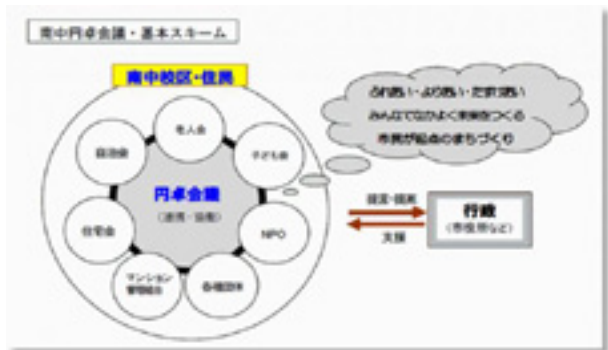 南中円卓会議・基本スキーム
南中校区・住民
老人会
自治会
子ども会
円卓会議
(連携・協働)
住宅会
NPO
マンション
管理組合
各種団体
ふれあい・より添い・だすけあい
みんなでなかよく未来をつくる
市民が起点のまちづくり
提言・提案
支援
行政
(市役所など)